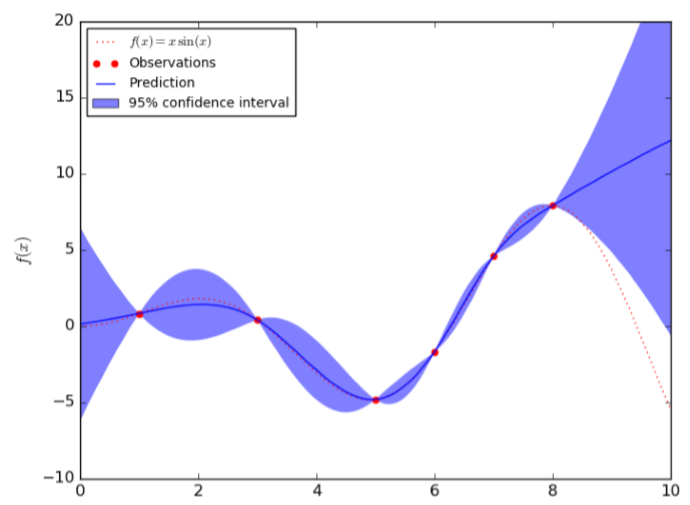 20
f(x) = x sin(x)
Observations
Prediction
95% confidence interval
15
10
5
0
−5
−10
f(x)
0 2 4 6 8 10